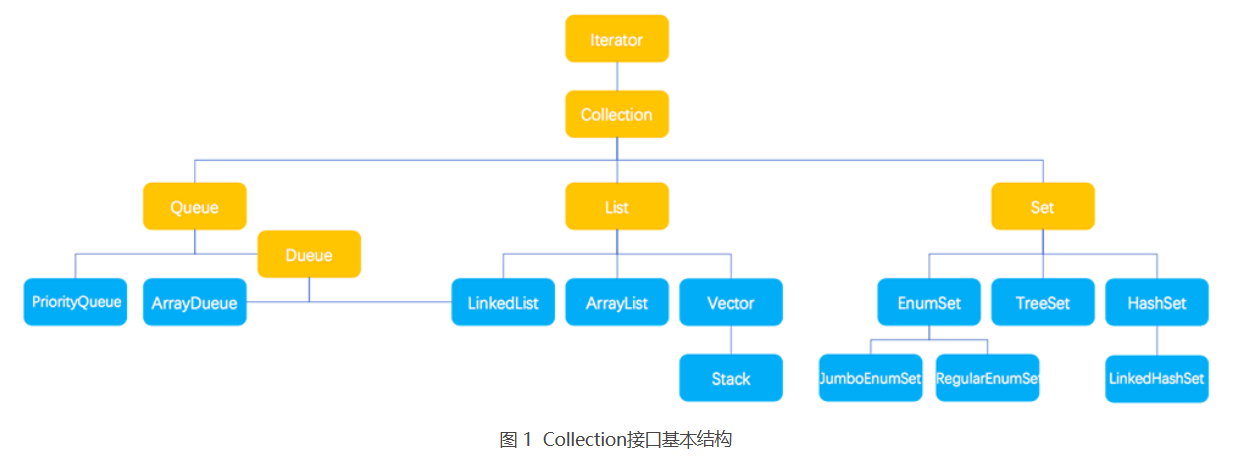 Iterator
Collection
Queue
List
Set
Dueue
PriorityQueue
ArrayDueue
LinkedList
ArrayList
Vector
EnumSet
TreeSet
HashSet
Stack
JumboEnumSet
RegularEnumSet
LinkedHashSet
图 1 Collection接口基本结构